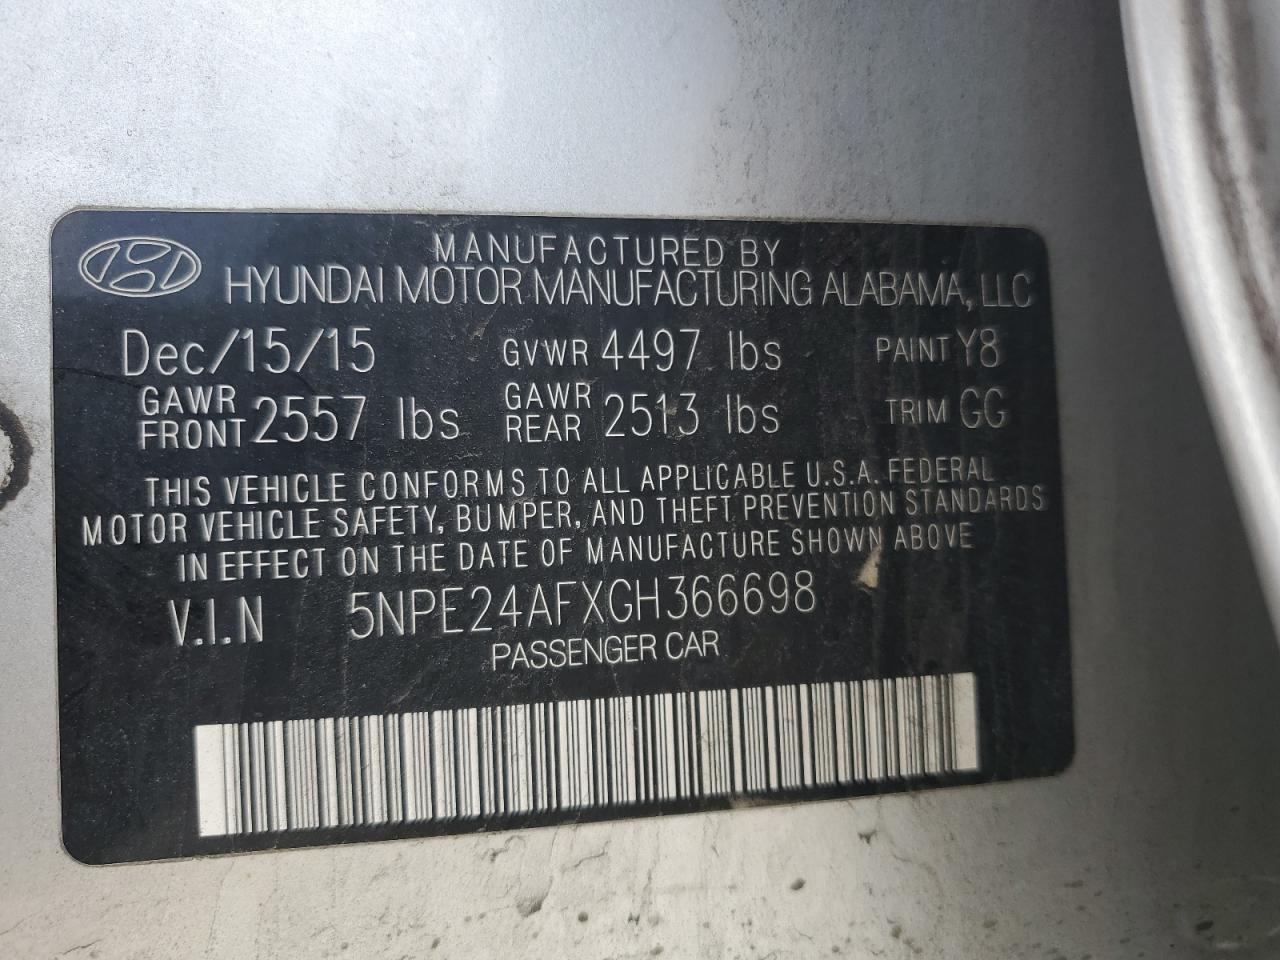 MANUFACTURED BY
HYUNDAI MOTOR MANUFACTURING ALABAMA, LLC
Dec/15/15 GVWR 4497 lbs PAINT Y8
GAWR FRONT 2557 lbs GAWR REAR 2513 lbs TRIM GG
THIS VEHICLE CONFORMS TO ALL APPLICABLE U.S.A. FEDERAL
MOTOR VEHICLE SAFETY, BUMPER, AND THEFT PREVENTION STANDARDS
IN EFFECT ON THE DATE OF MANUFACTURE SHOWN ABOVE
V.I.N 5NPE24AFXGH366698
PASSENGER CAR